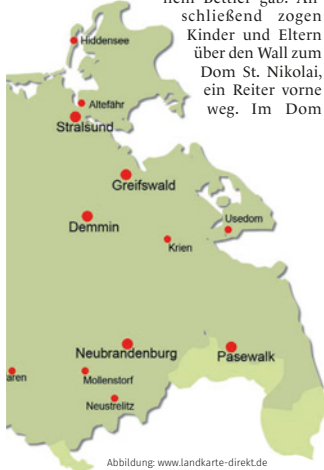 schließend zogen
Kinder und Eltern
über den Wall zum
Dom St. Nikolai,
ein Reiter vorne
weg. Im Dom
Hiddensee
Altefähr
Stralsund
Greifswald
Usedom
Demmin
Krien
Neubrandenburg
Pasewalk
aren
Mollenstorf
Neustrelitz
Abbildung: www.landkarte-direkt.de